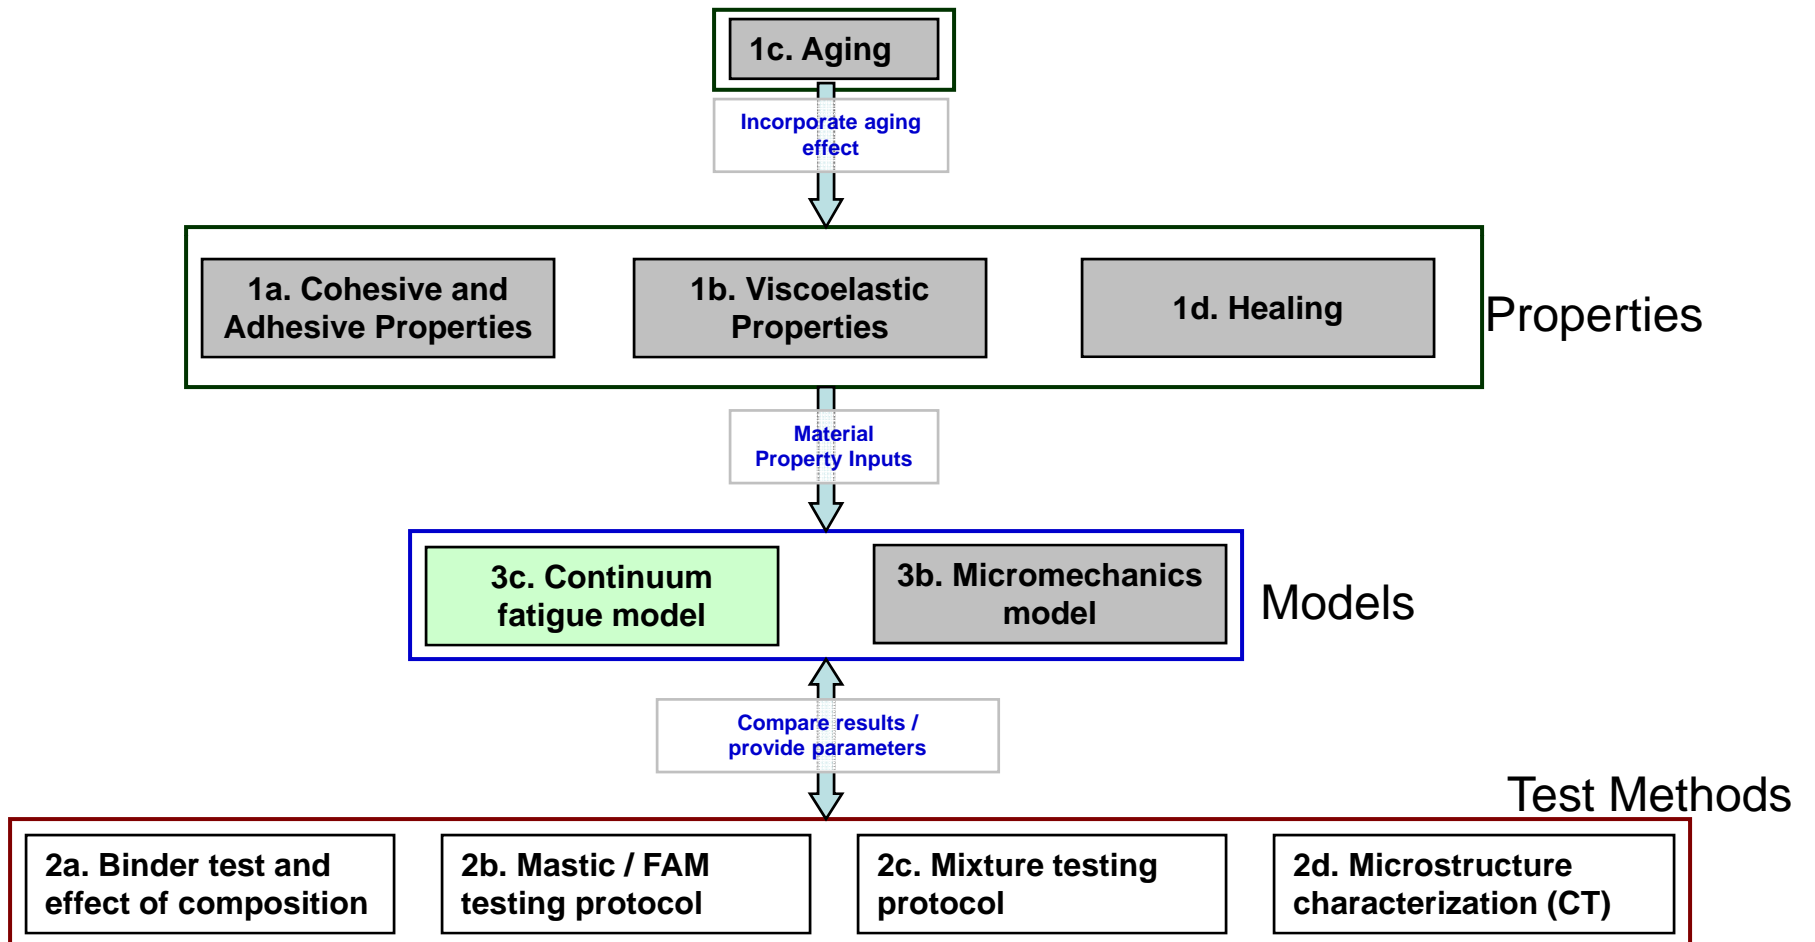 1c. Aging
Incorporate aging
effect
1a. Cohesive and
Adhesive Properties
1b. Viscoelastic
Properties
1d. Healing
Properties
Material
Property Inputs
3c. Continuum
fatigue model
3b. Micromechanics
model
Models
Compare results /
provide parameters
Test Methods
2a. Binder test and
effect of composition
2b. Mastic / FAM
testing protocol
2c. Mixture testing
protocol
2d. Microstructure
characterization (CT)